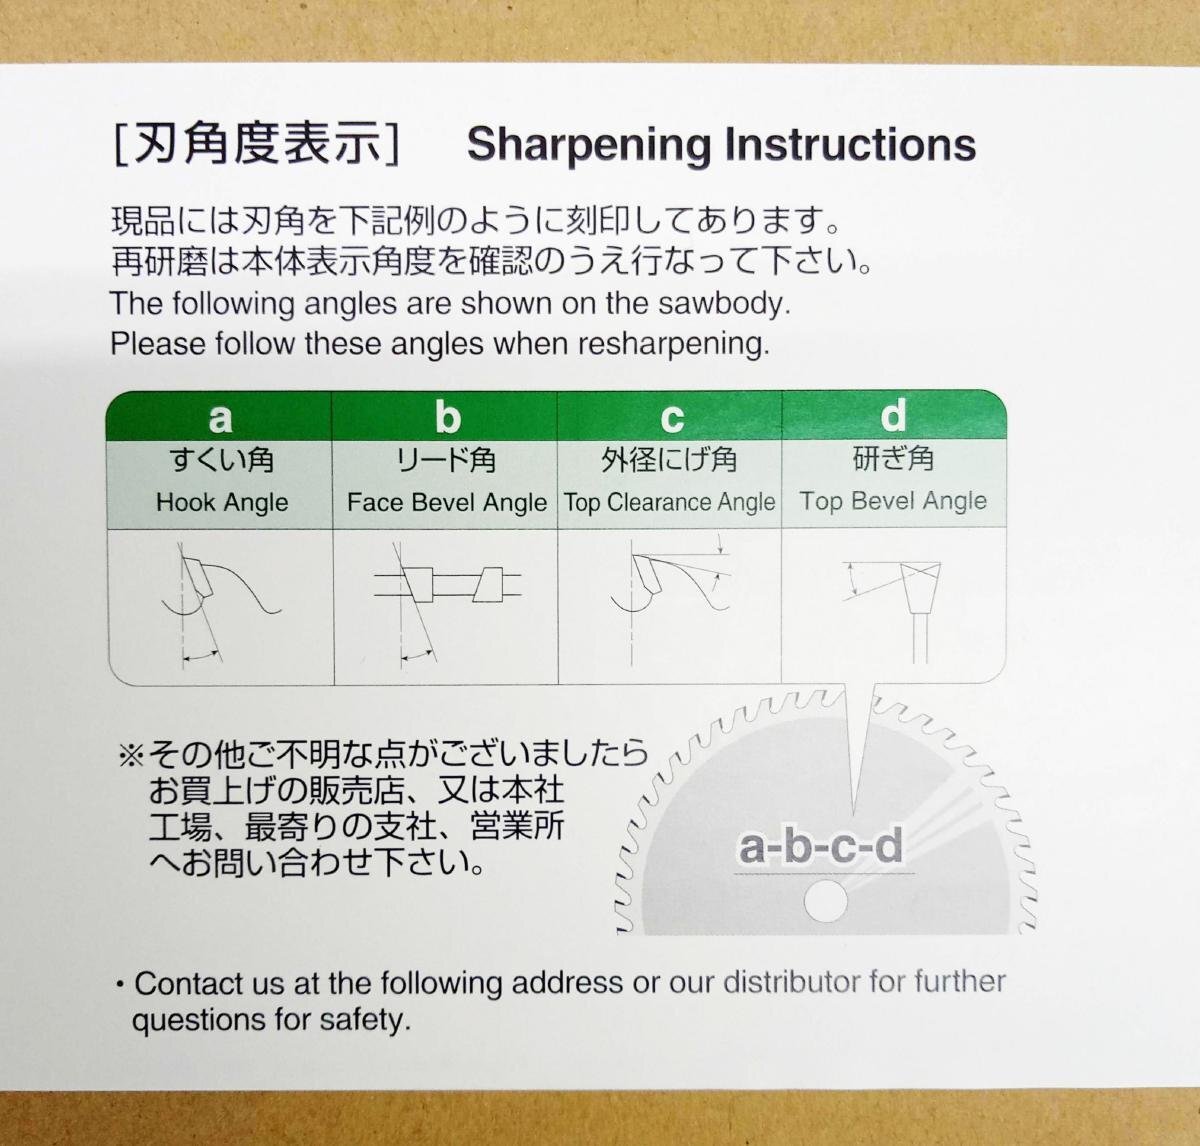 [刃角度表示] Sharpening Instructions
現品には刃角を下記例のように刻印してあります。
再研磨は本体表示角度を確認のうえ行なって下さい。
The following angles are shown on the sawbody.
Please follow these angles when resharpening.
a b c d
すくい角 リード角 外径にげ角 研ぎ角
Hook Angle Face Bevel Angle Top Clearance Angle Top Bevel Angle
※その他ご不明な点がございましたら
お買上げの販売店、又は本社
工場、最寄りの支社、営業所
へお問い合わせ下さい。
a-b-c-d
・Contact us at the following address or our distributor for further
questions for safety.